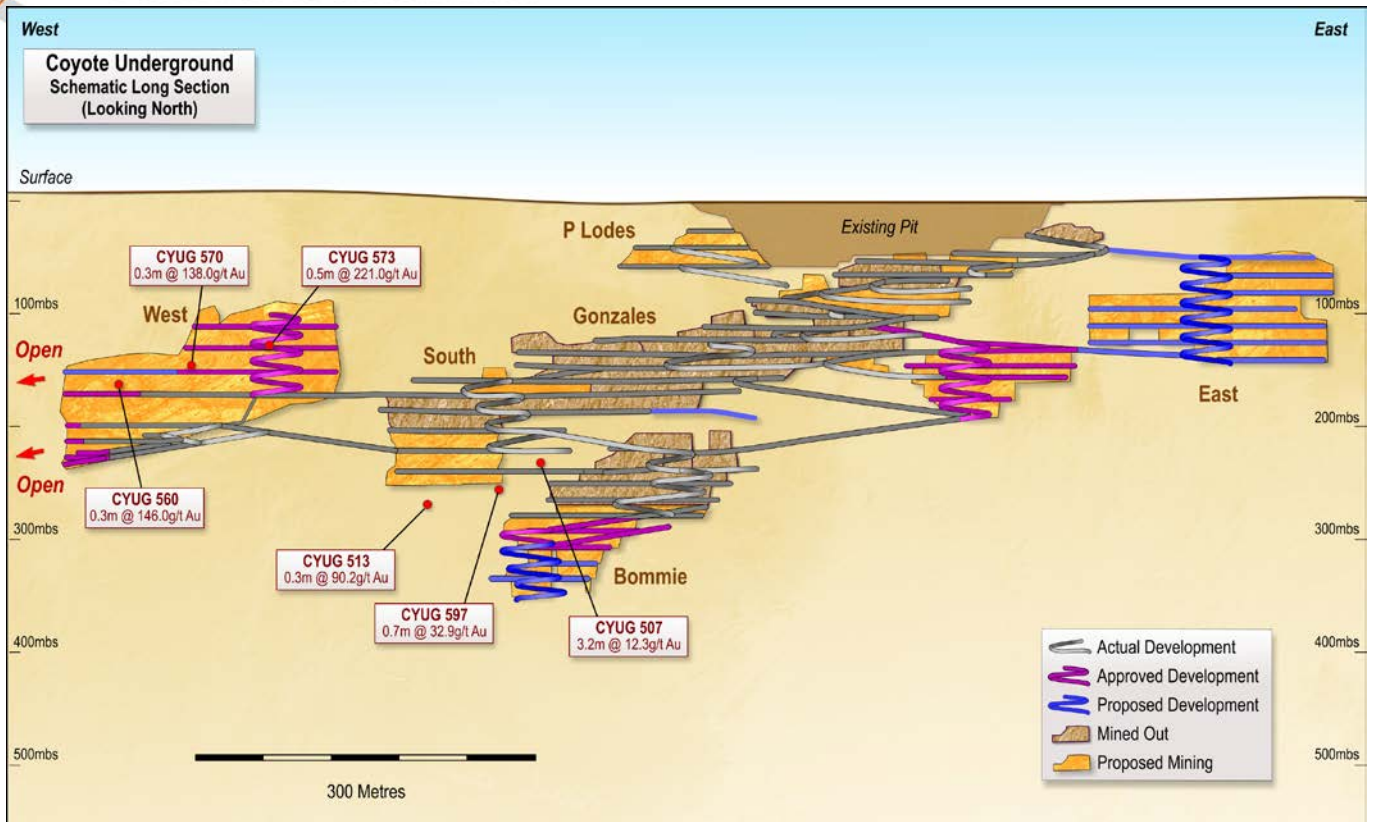 West
East
Coyote Underground
Schematic Long Section
(Looking North)
Surface
P Lodes
Existing Pit
CYUG 570
0.3m @ 138.0g/t Au
CYUG 573
0.5m @ 221.0g/t Au
100mbs
100mbs
West
Gonzales
Open
South
East
200mbs
Open
CYUG 560
0.3m @ 146.0g/t Au
300mbs
300mbs
CYUG 513
0.3m @ 90.2g/t Au
Bommie
CYUG 597
0.7m @ 32.9g/t Au
CYUG 507
3.2m @ 12.3g/t Au
400mbs
400mbs
Actual Development
Approved Development
Proposed Development
Mined Out
Proposed Mining
500mbs
500mbs
300 Metres